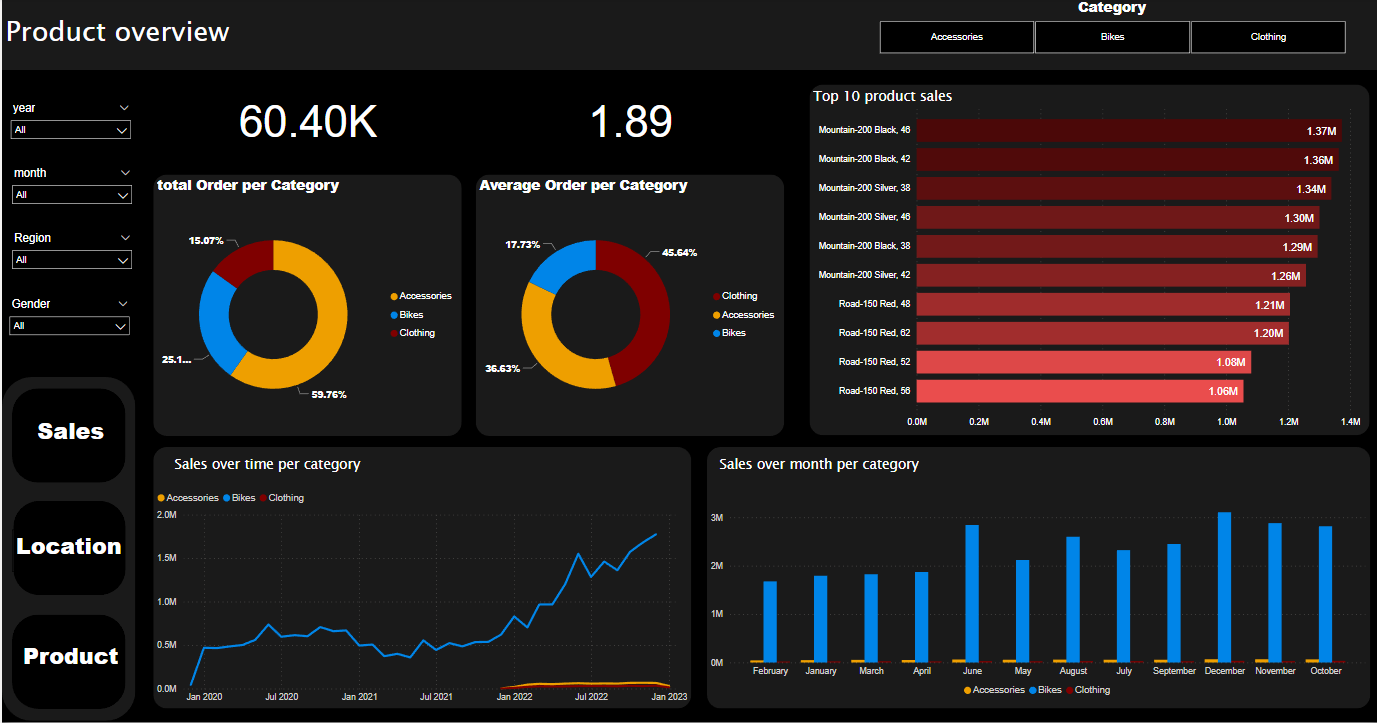 Product overview
Category
Accessories
Bikes
Clothing
year
All
month
All
Region
All
Gender
All
Sales
Location
Product
60.40K
1.89
total Order per Category
15.07%
25.1...
59.76%
Accessories
Bikes
Clothing
Average Order per Category
17.73%
45.64%
36.63%
Clothing
Accessories
Bikes
Top 10 product sales
Mountain-200 Black, 46 1.37M
Mountain-200 Black, 42 1.36M
Mountain-200 Silver, 38 1.34M
Mountain-200 Silver, 46 1.30M
Mountain-200 Black, 38 1.29M
Mountain-200 Silver, 42 1.26M
Road-150 Red, 48 1.21M
Road-150 Red, 62 1.20M
Road-150 Red, 52 1.08M
Road-150 Red, 56 1.06M
0.0M 0.2M 0.4M 0.6M 0.8M 1.0M 1.2M 1.4M
Sales over time per category
Accessories Bikes Clothing
2.0M
1.5M
1.0M
0.5M
0.0M
Jan 2020 Jul 2020 Jan 2021 Jul 2021 Jan 2022 Jul 2022 Jan 2023
Sales over month per category
3M
2M
1M
0M
February January March April June May August July September December November October
Accessories Bikes Clothing